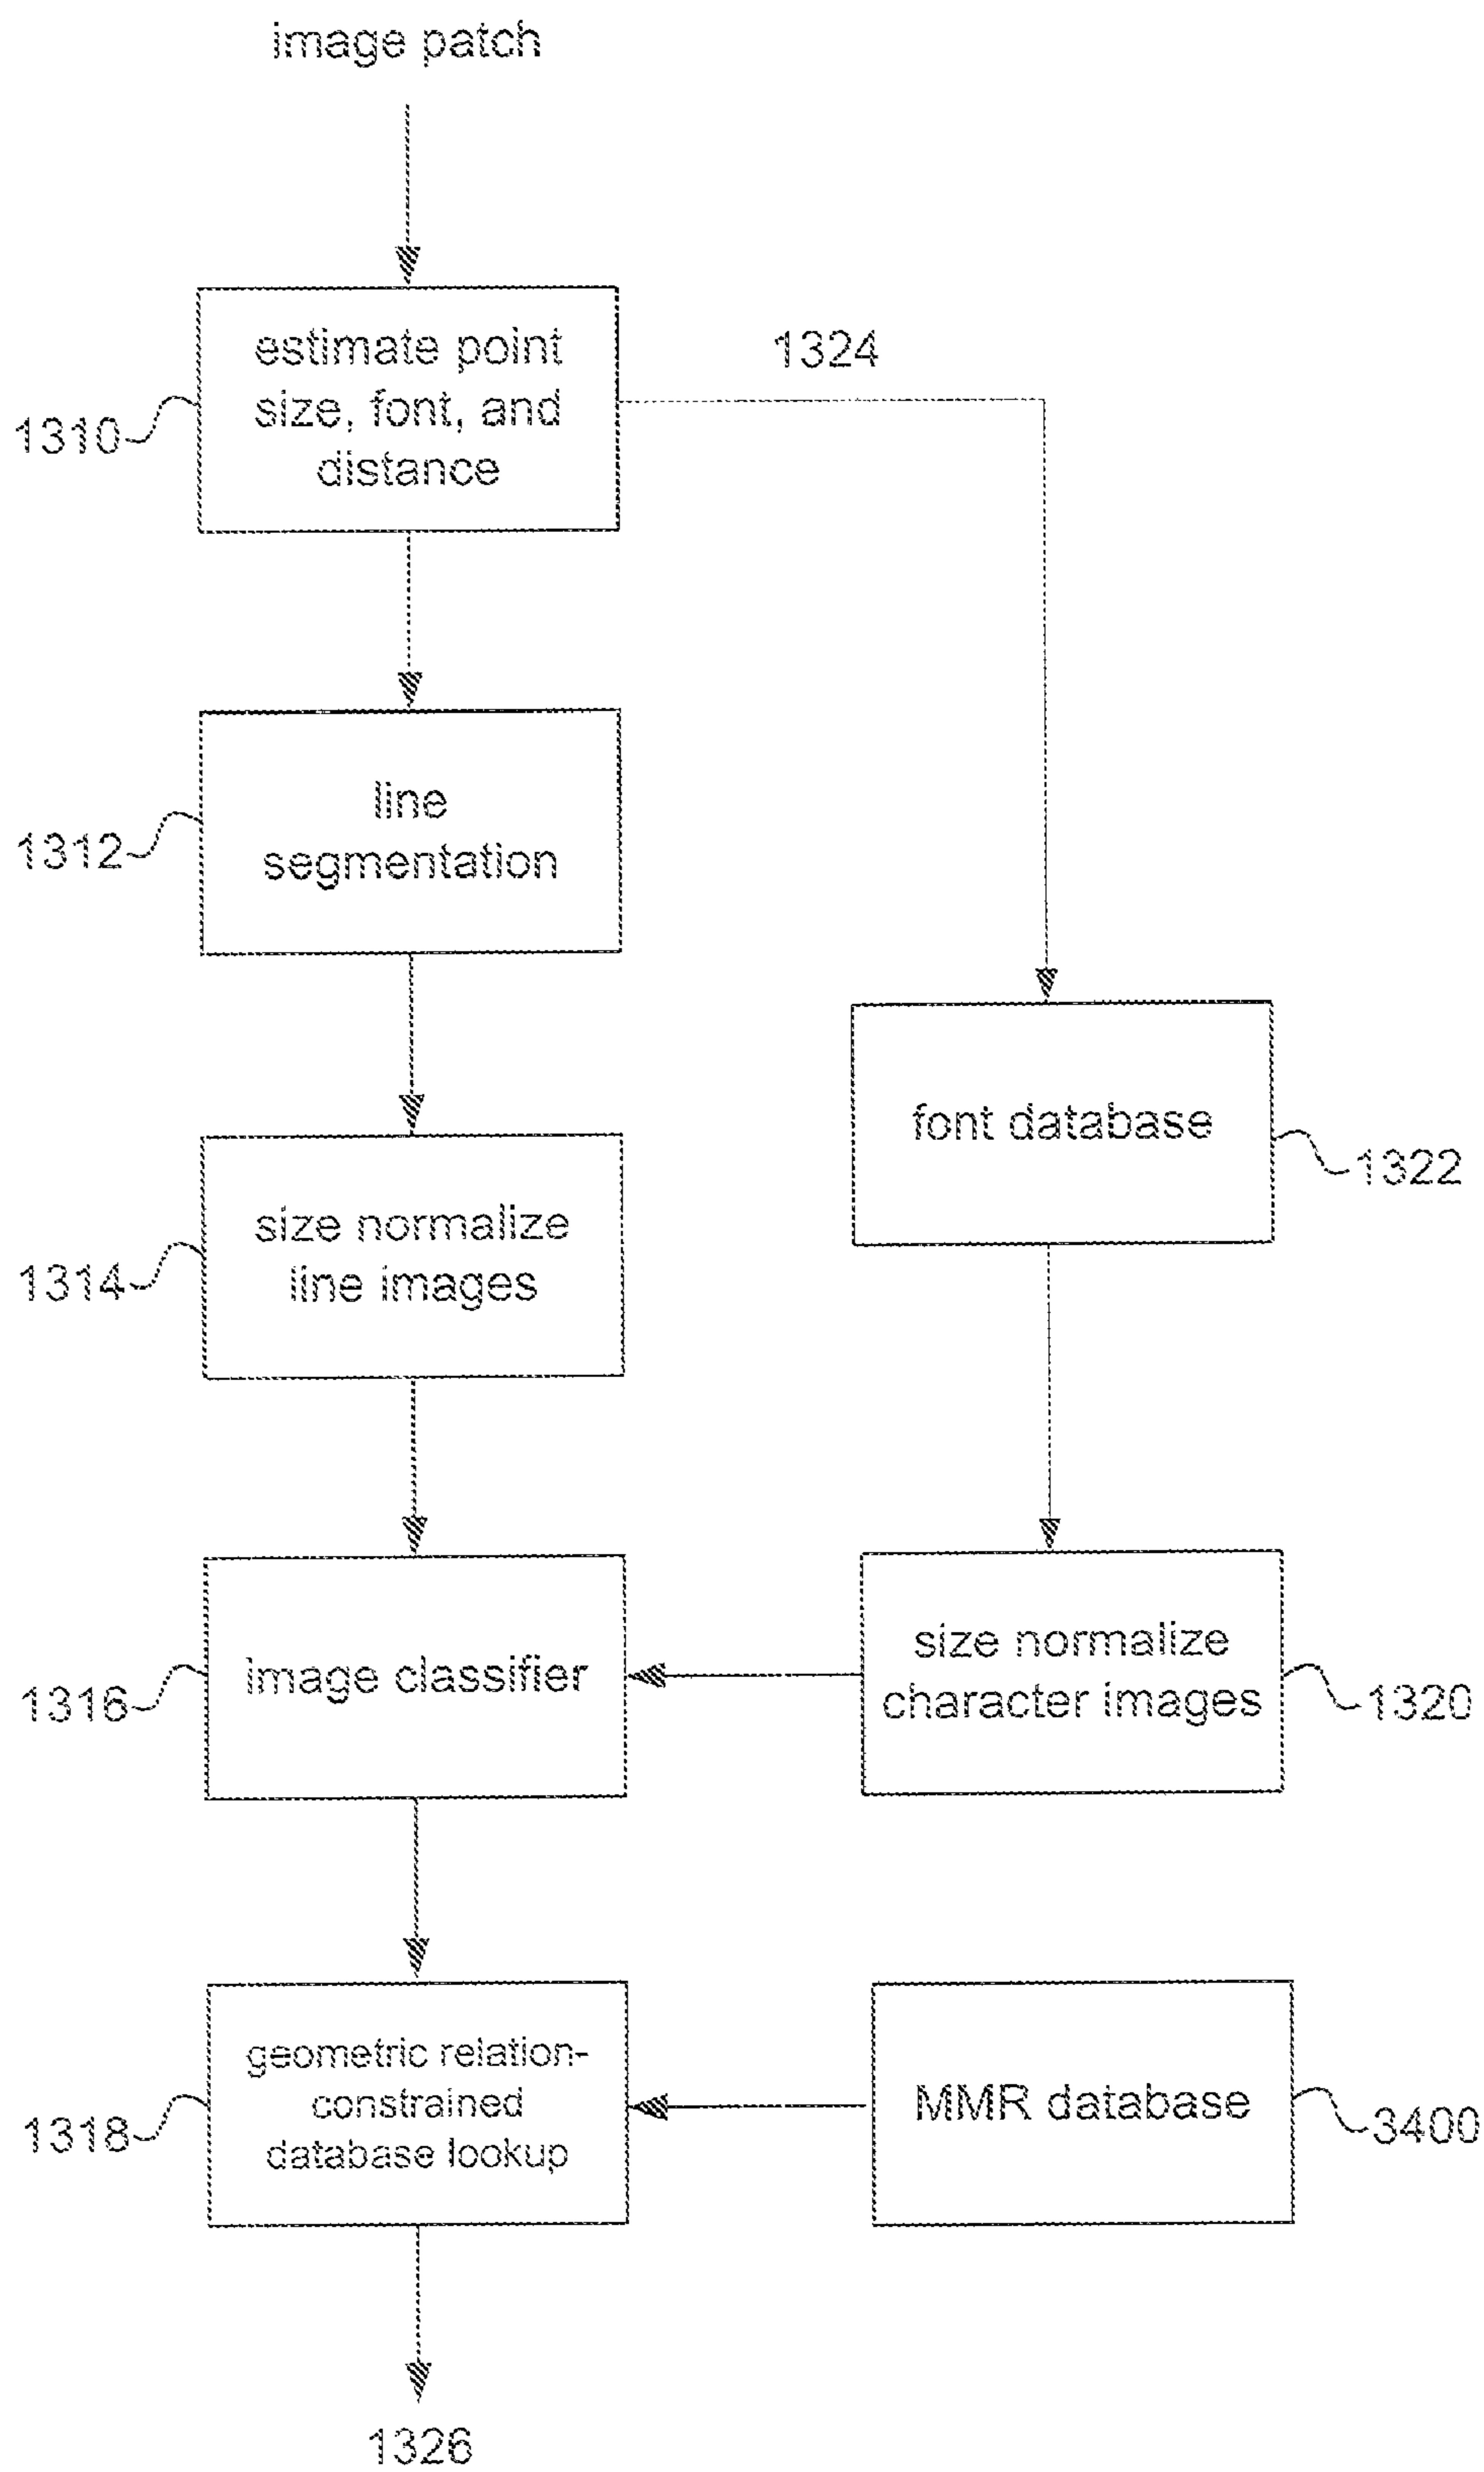 image patch
estimate point
size, font, and
distance
1310
1324
line
segmentation
1312
font database
1322
size normalize
line images
1314
image classifier
1316
size normalize
character images
1320
geometric relation-
constrained
database lookup
1318
MMR database
3400
1326